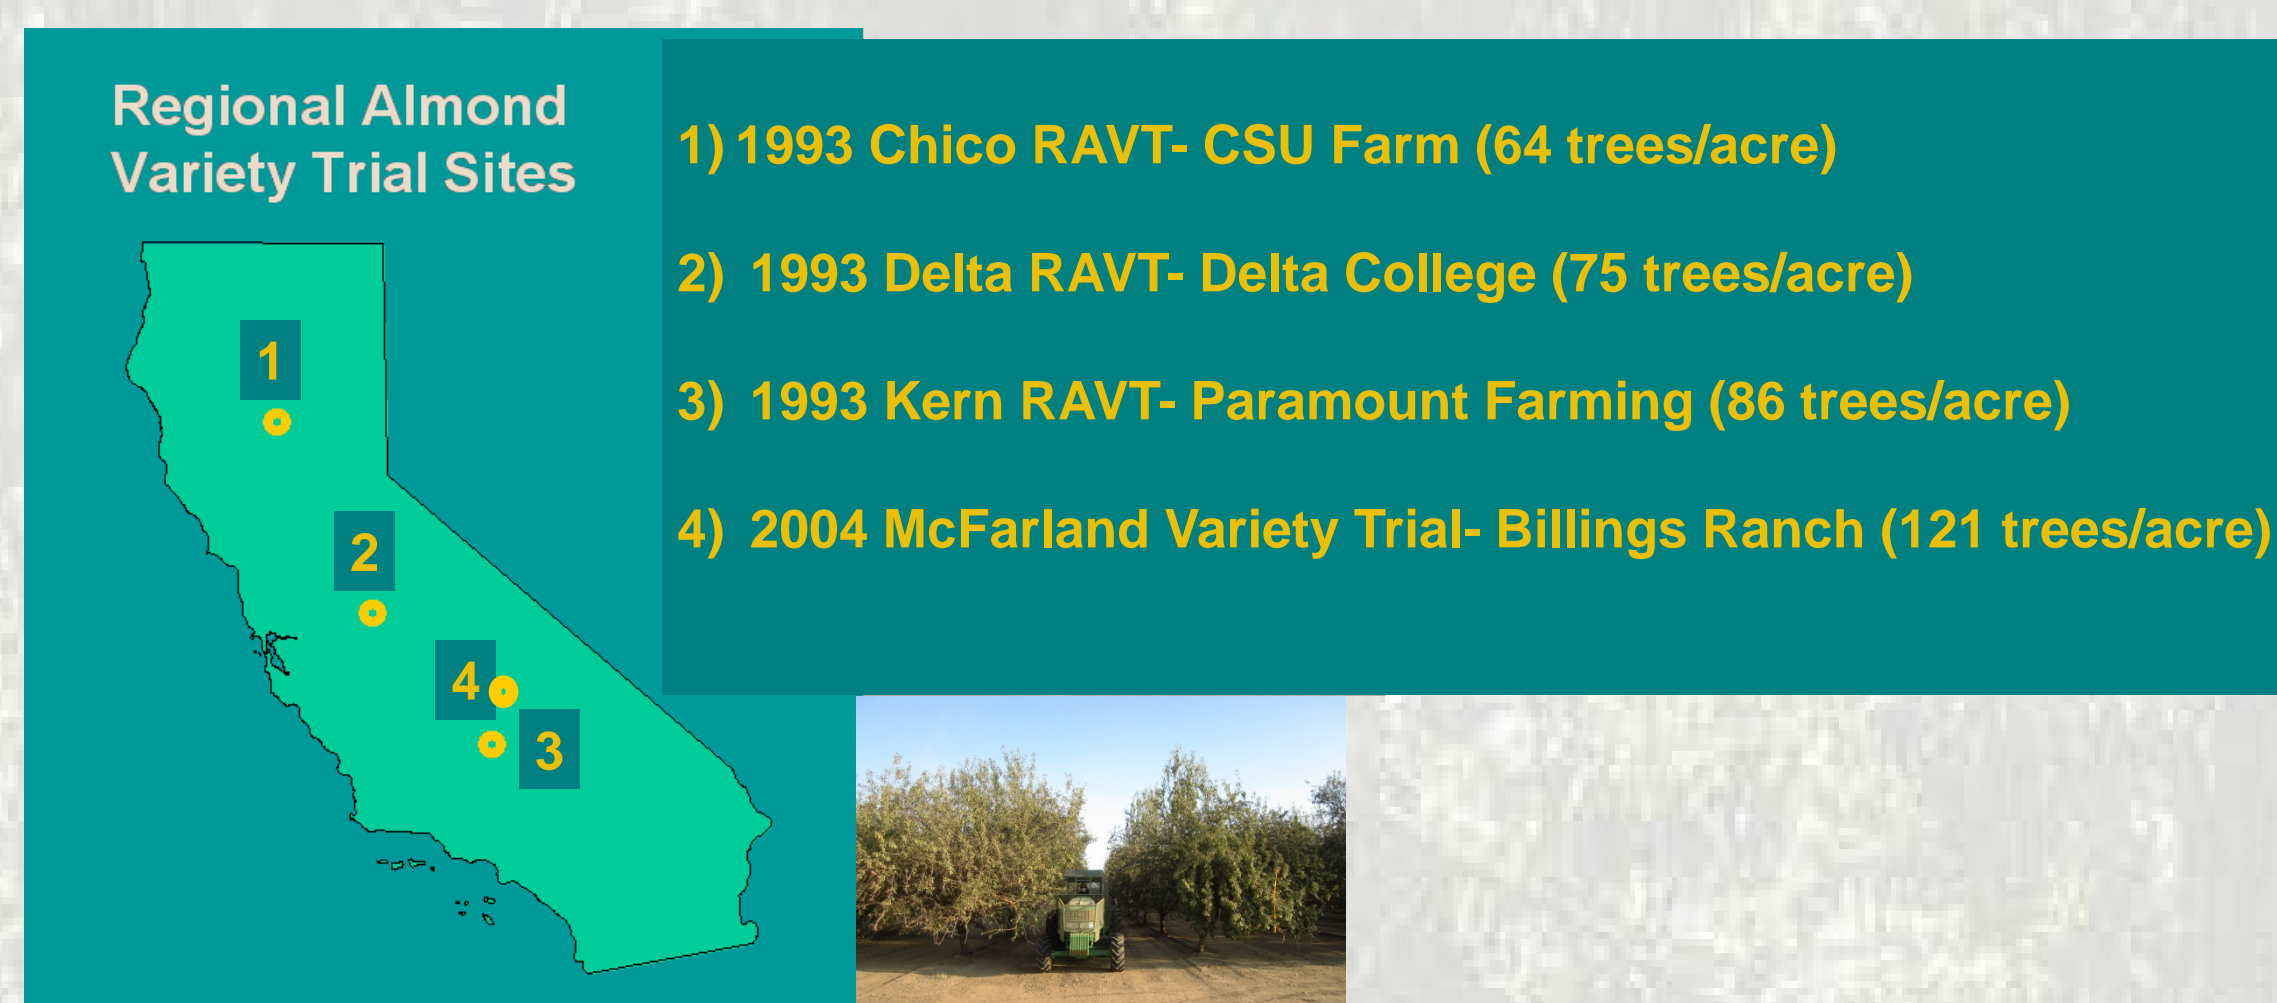 Regional Almond
Variety Trial Sites
1) 1993 Chico RAVT- CSU Farm (64 trees/acre)
2) 1993 Delta RAVT- Delta College (75 trees/acre)
3) 1993 Kern RAVT- Paramount Farming (86 trees/acre)
4) 2004 McFarland Variety Trial- Billings Ranch (121 trees/acre)
1
2
4
3